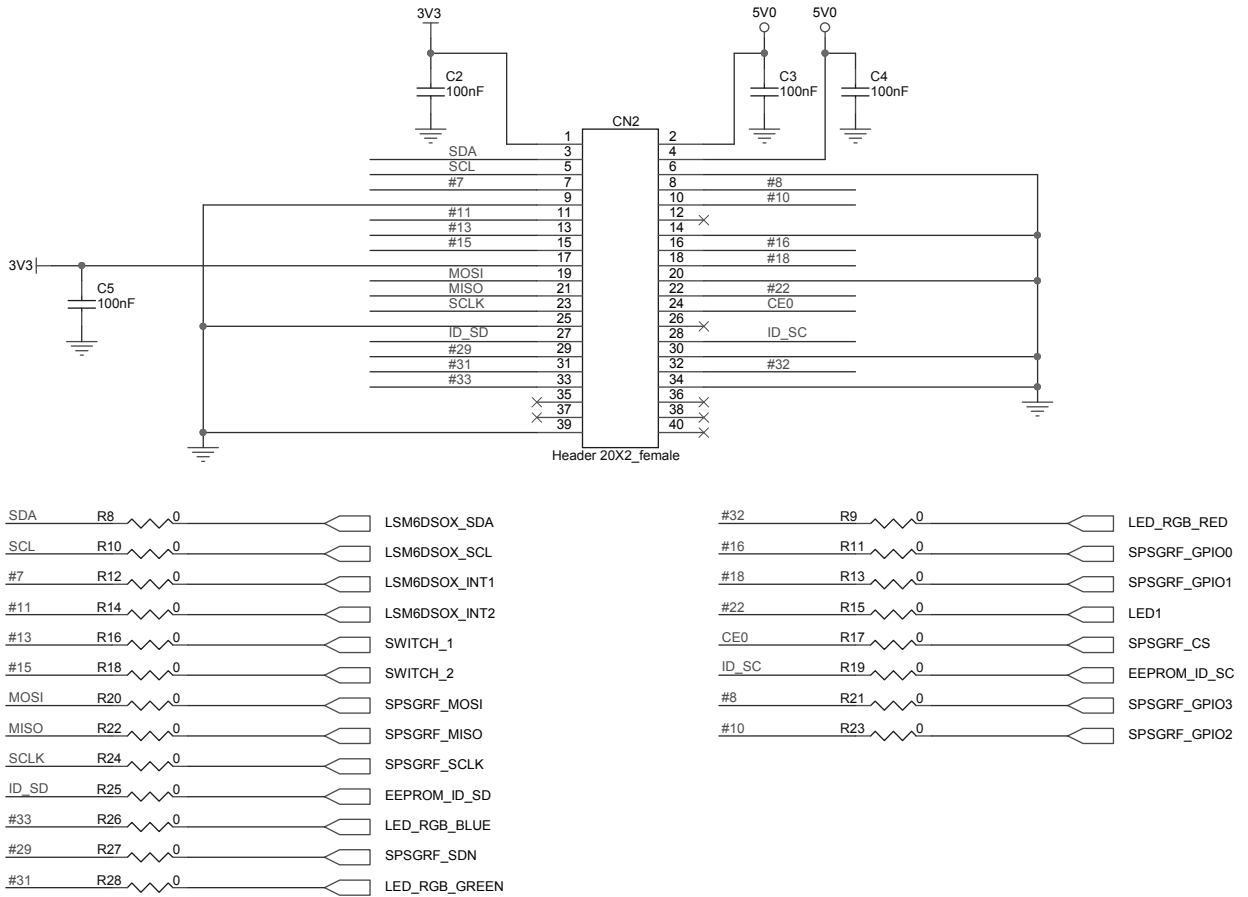 3V3
5V0 5V0
C2
100nF
C3
100nF
C4
100nF
CN2
1 2
3 4
SDA
5 6
SCL
7 8
#7 #8
9 10
#10
11 12
#11
13 14
#13
15 16
#15 #16
17 18
#18
3V3
19 20
MOSI
21 22
MISO #22
23 24
SCLK CE0
C5
100nF
25 26
27 28
ID_SD ID_SC
29 30
#29
31 32
#31 #32
33 34
#33
35 36
37 38
39 40
Header 20X2_female
SDA R8 0 LSM6DSOX_SDA
SCL R10 0 LSM6DSOX_SCL
#7 R12 0 LSM6DSOX_INT1
#11 R14 0 LSM6DSOX_INT2
#13 R16 0 SWITCH_1
#15 R18 0 SWITCH_2
MOSI R20 0 SPSGRF_MOSI
MISO R22 0 SPSGRF_MISO
SCLK R24 0 SPSGRF_SCLK
ID_SD R25 0 EEPROM_ID_SD
#33 R26 0 LED_RGB_BLUE
#29 R27 0 SPSGRF_SDN
#31 R28 0 LED_RGB_GREEN
#32 R9 0 LED_RGB_RED
#16 R11 0 SPSGRF_GPIO0
#18 R13 0 SPSGRF_GPIO1
#22 R15 0 LED1
CE0 R17 0 SPSGRF_CS
ID_SC R19 0 EEPROM_ID_SC
#8 R21 0 SPSGRF_GPIO3
#10 R23 0 SPSGRF_GPIO2